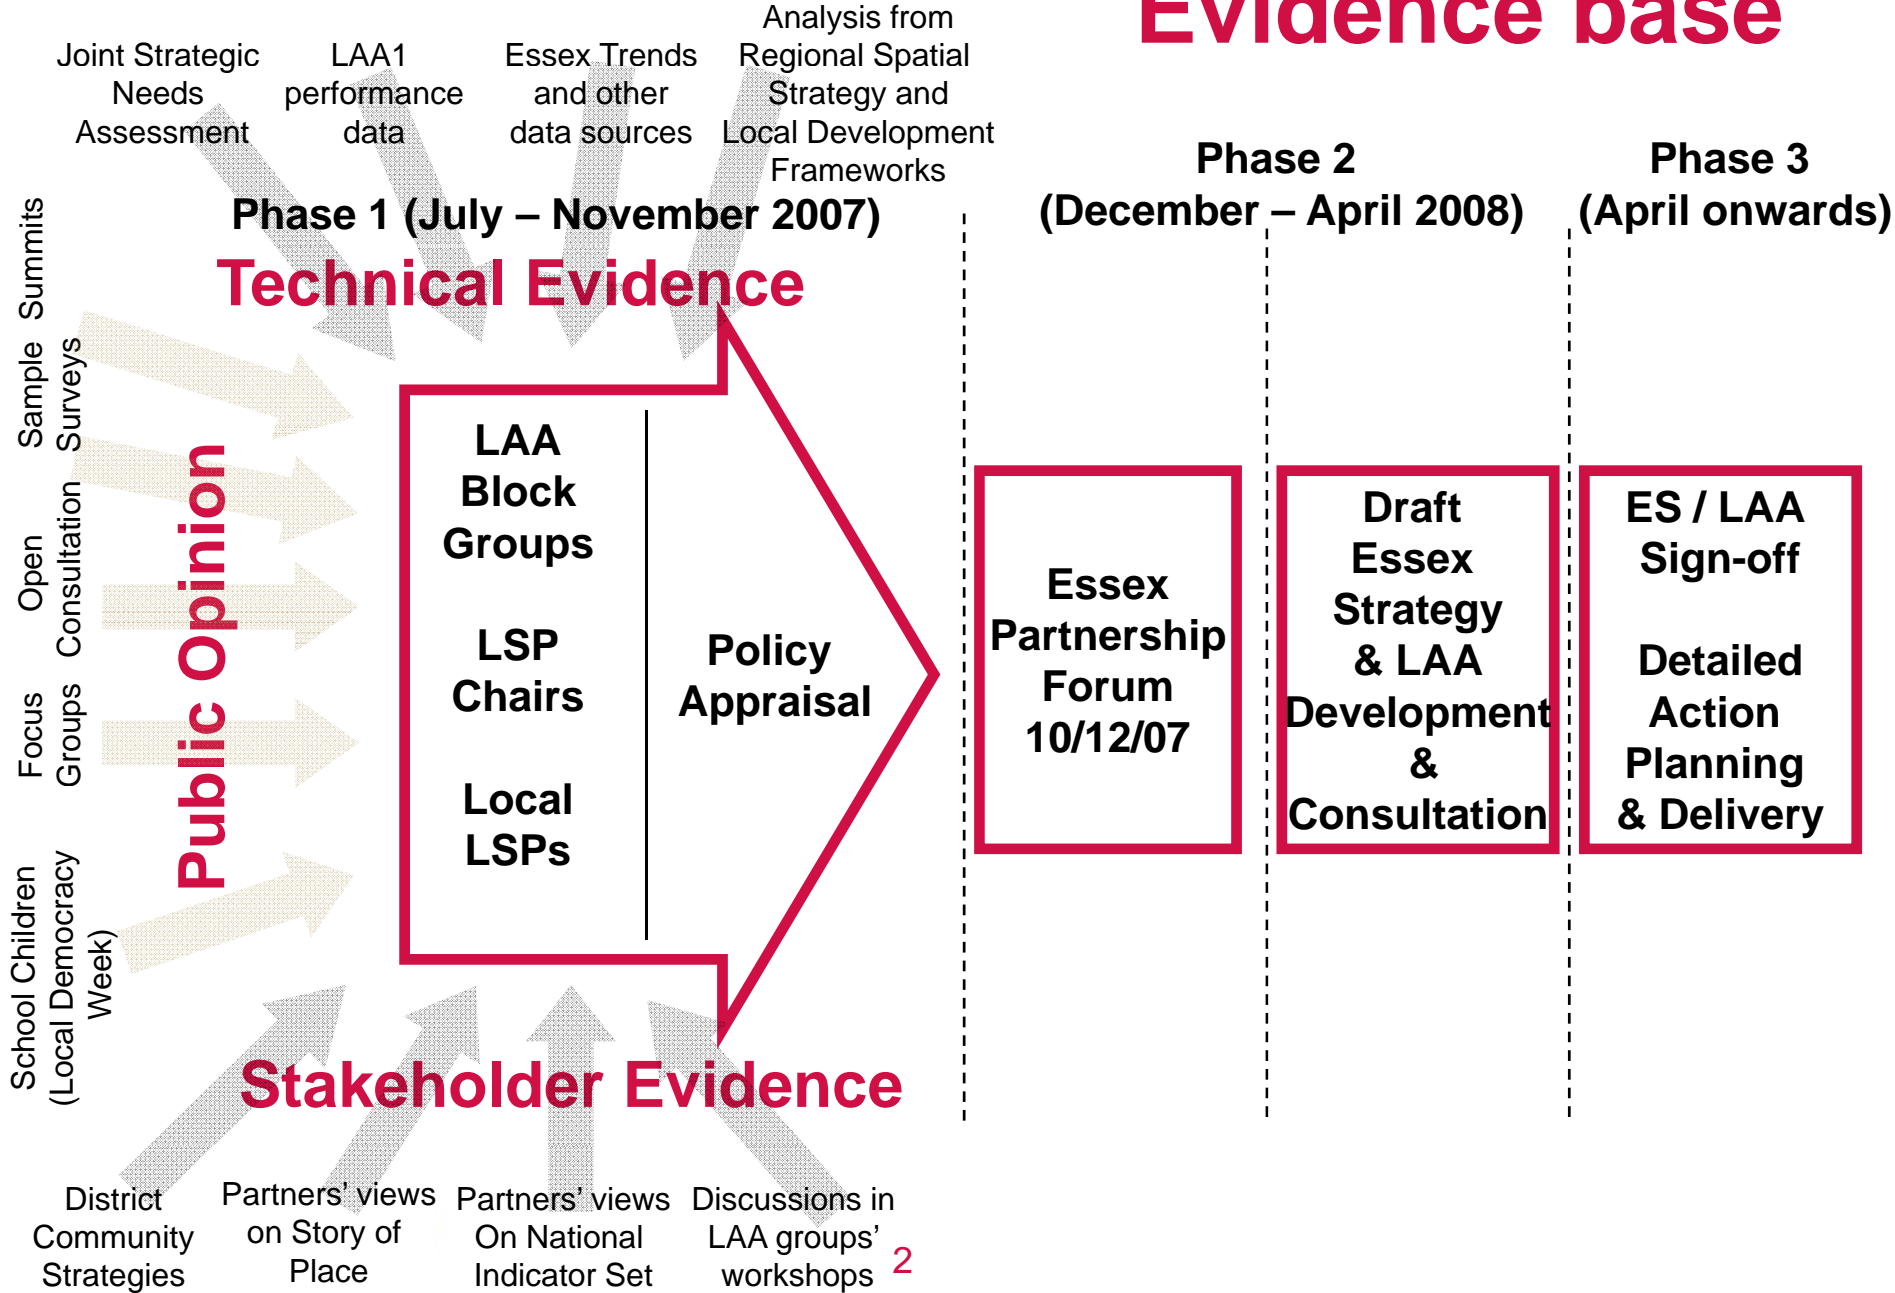 Evidence base
Joint Strategic
Needs
Assessment
LAA1
performance
data
Essex Trends
and other
data sources
Analysis from
Regional Spatial
Strategy and
Local Development
Frameworks
Phase 1 (July – November 2007)
Phase 2
(December – April 2008)
Phase 3
(April onwards)
Technical Evidence
Summits
Sample
Surveys
Open
Consultation
Focus
Groups
School Children
(Local Democracy
Week)
Public Opinion
LAA
Block
Groups
LSP
Chairs
Local
LSPs
Policy
Appraisal
Essex
Partnership
Forum
10/12/07
Draft
Essex
Strategy
& LAA
Development
&
Consultation
ES / LAA
Sign-off
Detailed
Action
Planning
& Delivery
Stakeholder Evidence
District
Community
Strategies
Partners’ views
on Story of
Place
Partners’ views
On National
Indicator Set
Discussions in
LAA groups’
workshops
2